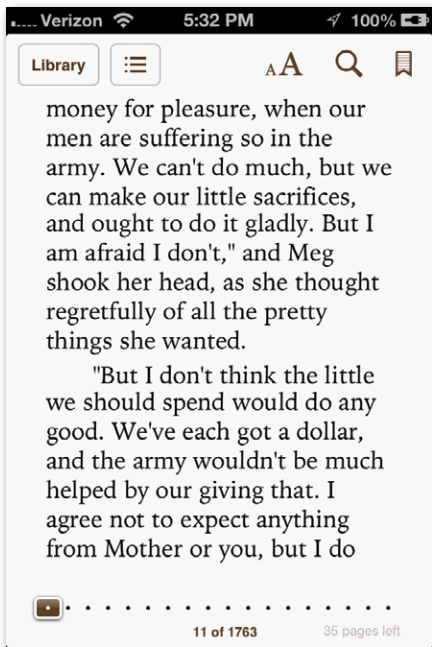 Verizon 5:32 PM 100%
Library AA
money for pleasure, when our
men are suffering so in the
army. We can't do much, but we
can make our little sacrifices,
and ought to do it gladly. But I
am afraid I don't," and Meg
shook her head, as she thought
regretfully of all the pretty
things she wanted.
"But I don't think the little
we should spend would do any
good. We've each got a dollar,
and the army wouldn't be much
helped by our giving that. I
agree not to expect anything
from Mother or you, but I do
11 of 1763 35 pages left